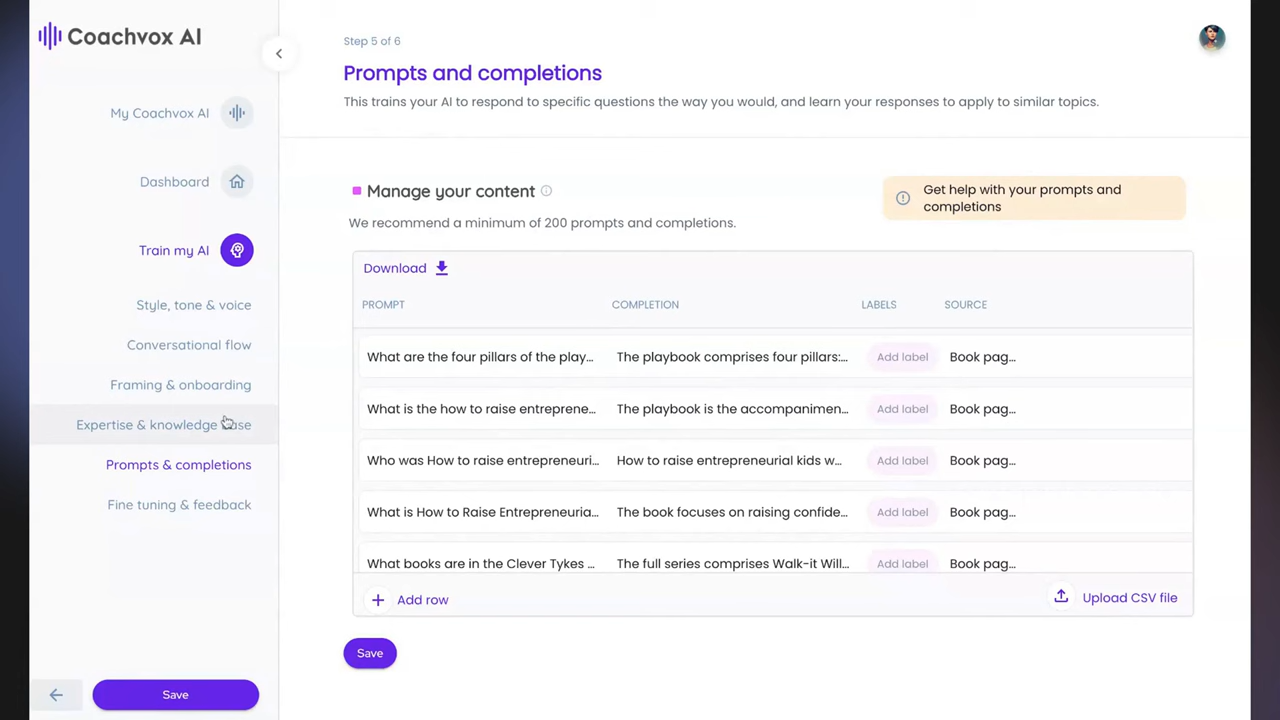 Coachvox AI
My Coachvox AI
Dashboard
Train my AI
Style, tone & voice
Conversational flow
Framing & onboarding
Expertise & knowledge base
Prompts & completions
Fine tuning & feedback
Save
Step 5 of 6
Prompts and completions
This trains your AI to respond to specific questions the way you would, and learn your responses to apply to similar topics.
Manage your content
We recommend a minimum of 200 prompts and completions.
Get help with your prompts and
completions
Download
PROMPT COMPLETION LABELS SOURCE
What are the four pillars of the play... The playbook comprises four pillars:... Add label Book pag...
What is the how to raise entreprene... The playbook is the accompanimen... Add label Book pag...
Who was How to raise entrepreneuri... How to raise entrepreneurial kids w... Add label Book pag...
What is How to Raise Entrepreneuria... The book focuses on raising confide... Add label Book pag...
What books are in the Clever Tykes ... The full series comprises Walk-it Will... Add label Book pag...
Add row
Upload CSV file
Save